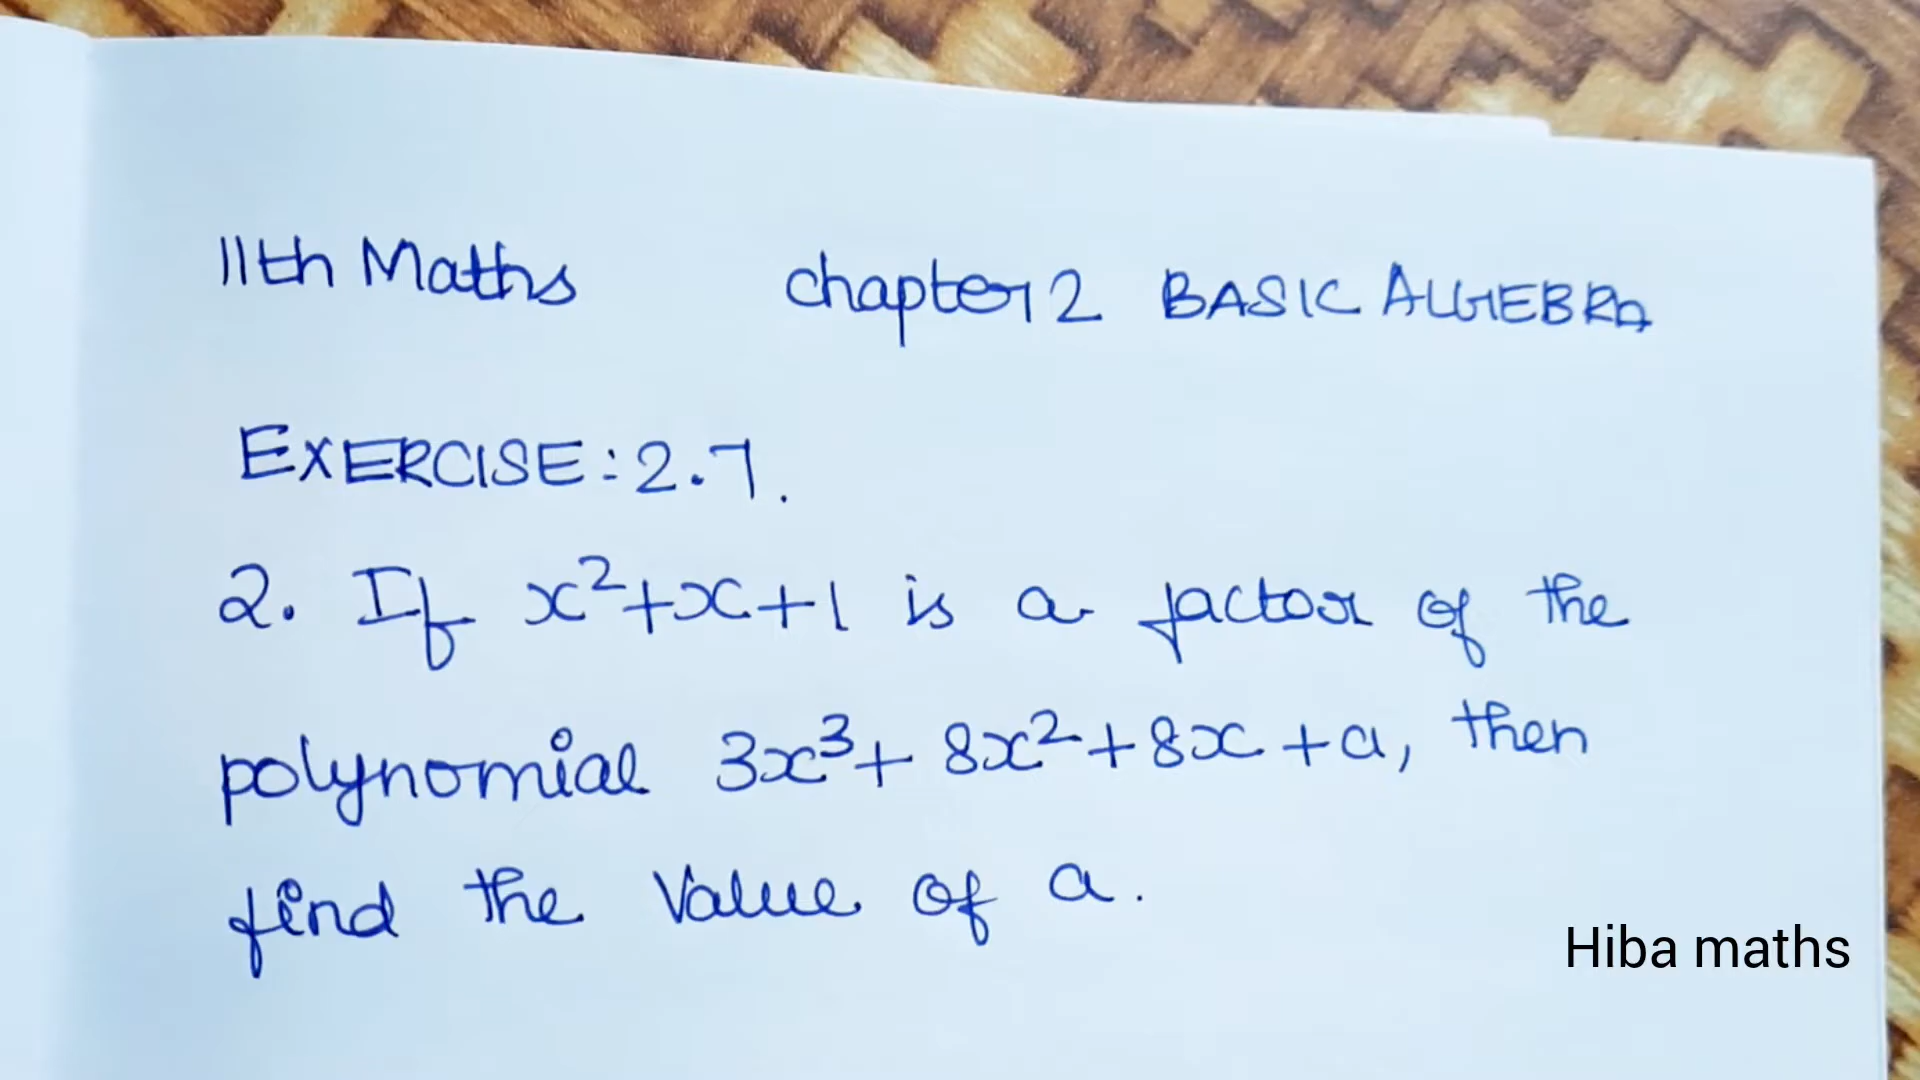 11th Maths chapter 2 BASIC ALGEBRA
EXERCISE: 2.7.
2. If x²+x+1 is a factor of the
polynomial 3x³+ 8x²+8x+a, then
find the Value of a.
Hiba maths